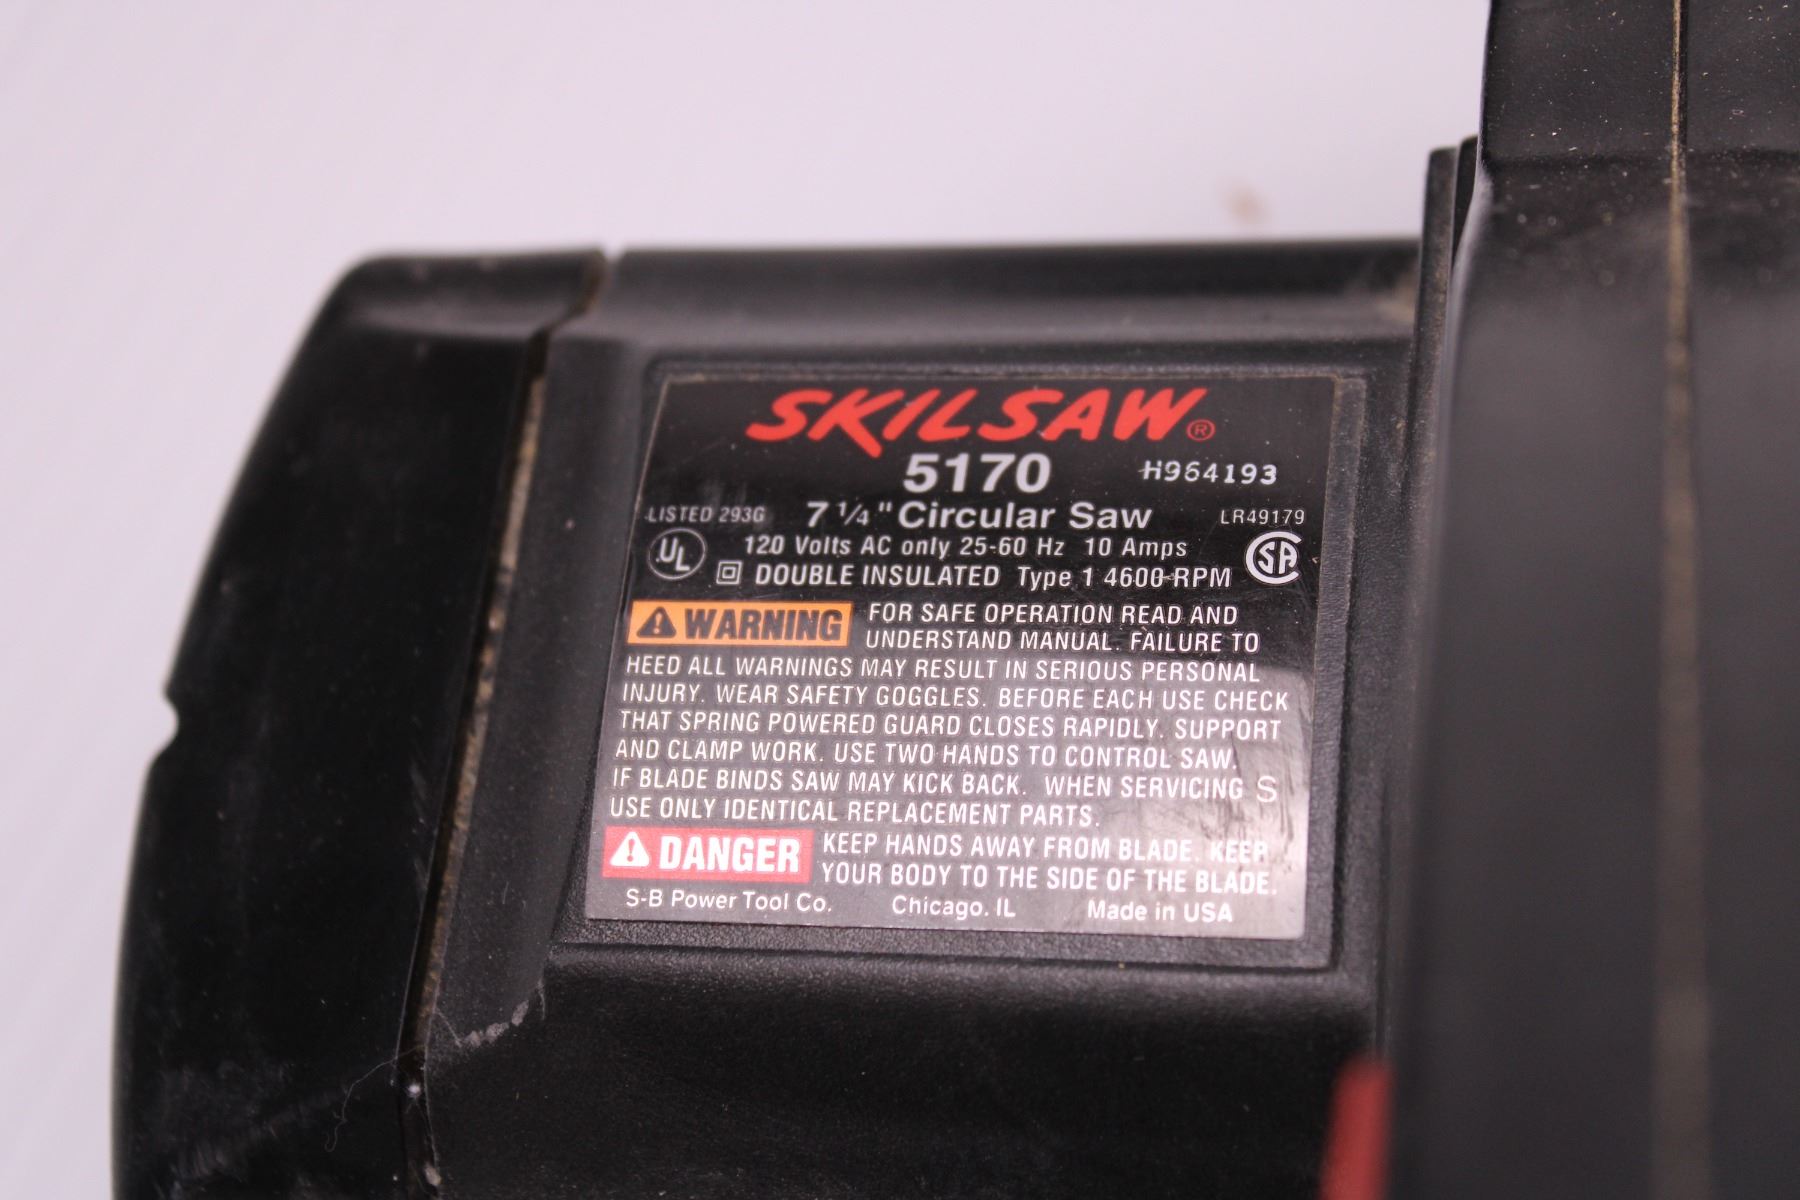 SKILSAW®
5170 H964193
LISTED 293G 7 1/4" Circular Saw LR49179
UL 120 Volts AC only 25-60 Hz 10 Amps SA
DOUBLE INSULATED Type 1 4600 RPM
WARNING FOR SAFE OPERATION READ AND
UNDERSTAND MANUAL. FAILURE TO
HEED ALL WARNINGS MAY RESULT IN SERIOUS PERSONAL
INJURY. WEAR SAFETY GOGGLES. BEFORE EACH USE CHECK
THAT SPRING POWERED GUARD CLOSES RAPIDLY. SUPPORT
AND CLAMP WORK. USE TWO HANDS TO CONTROL SAW.
IF BLADE BINDS SAW MAY KICK BACK. WHEN SERVICING S
USE ONLY IDENTICAL REPLACEMENT PARTS.
DANGER KEEP HANDS AWAY FROM BLADE. KEEP
YOUR BODY TO THE SIDE OF THE BLADE.
S-B Power Tool Co. Chicago. IL Made in USA